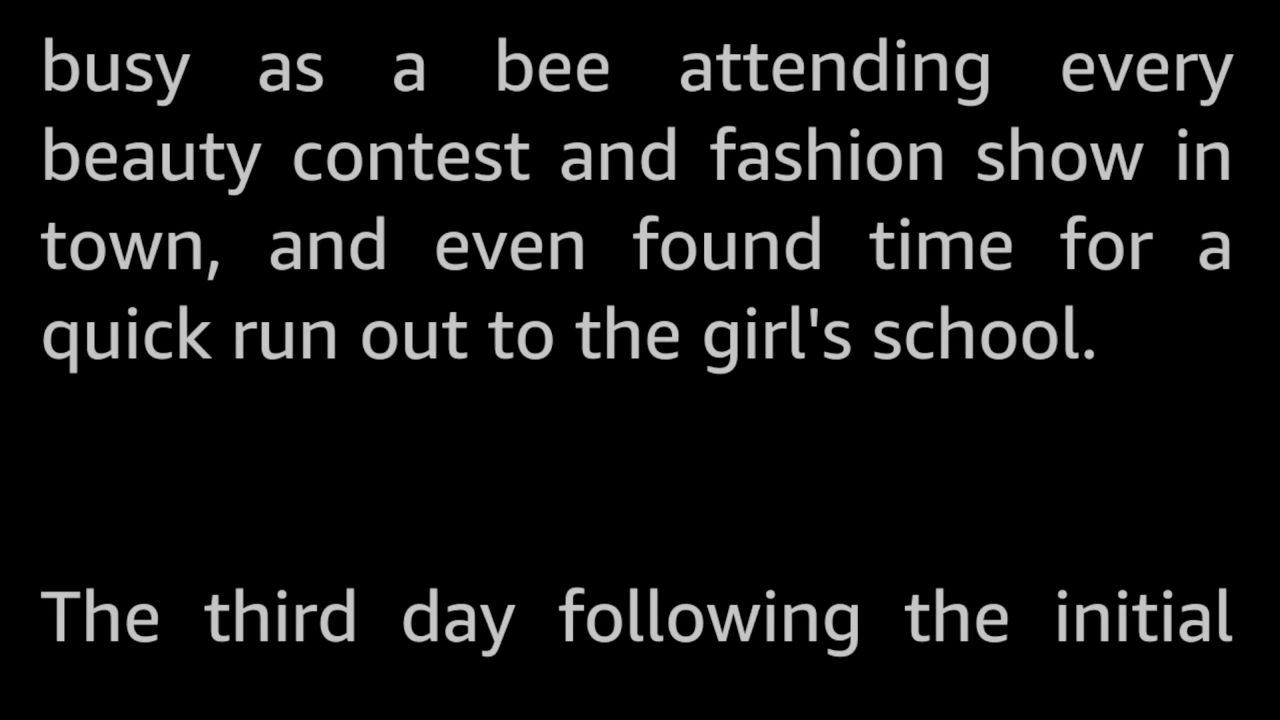 busy as a bee attending every
beauty contest and fashion show in
town, and even found time for a
quick run out to the girl's school.
The third day following the initial